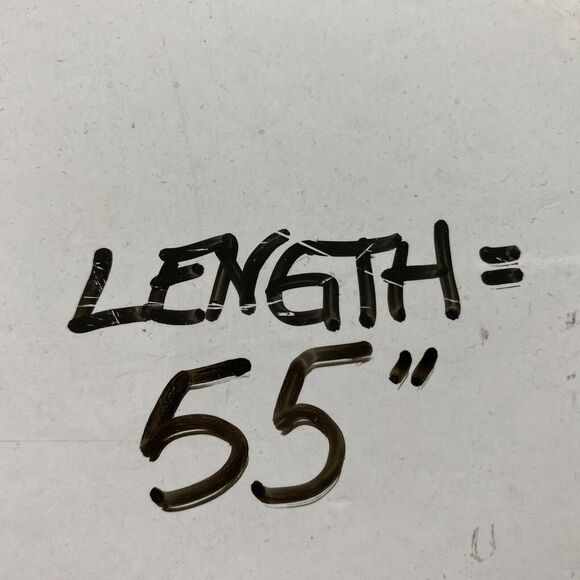 LENGTH =
55"